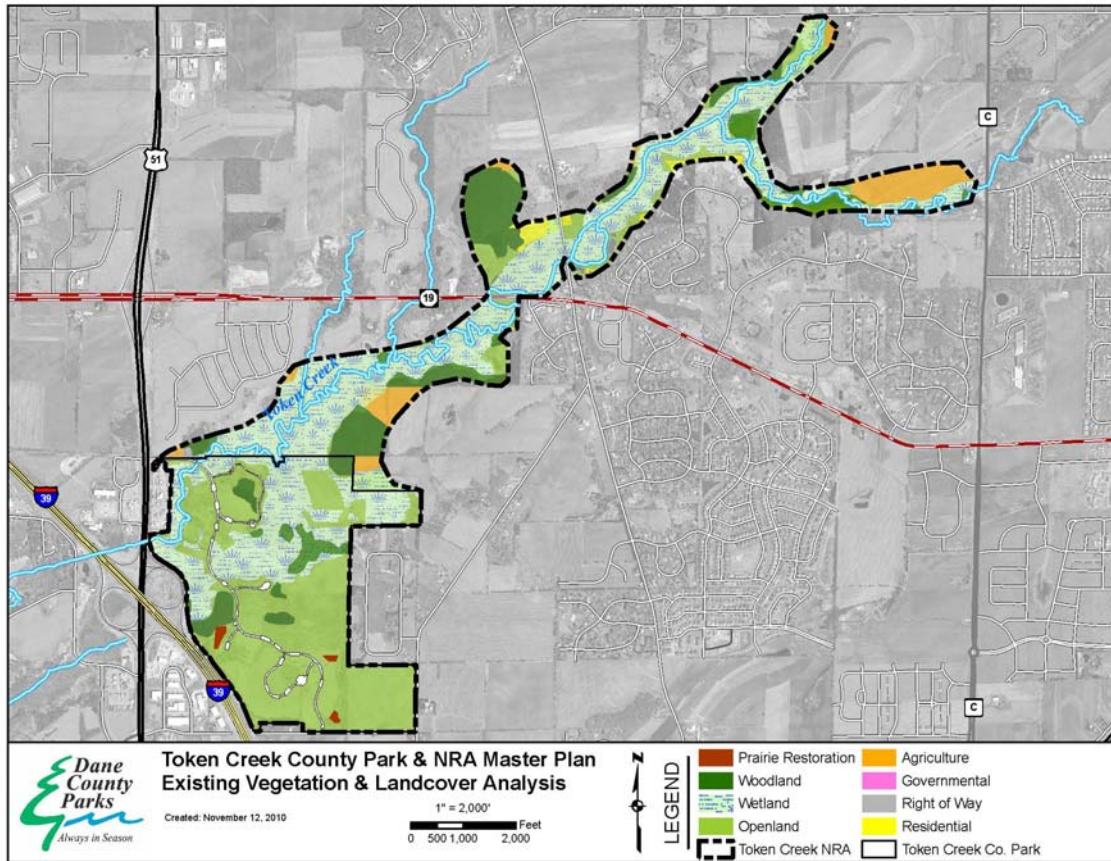 C
51
19
Token Creek
39
39
C
Dane
County
Parks
Always in Season
Token Creek County Park & NRA Master Plan
Existing Vegetation & Landcover Analysis
Created: November 12, 2010
1" = 2,000'
Feet
0 500 1,000 2,000
N
LEGEND
Prairie Restoration
Woodland
Wetland
Openland
Token Creek NRA
Agriculture
Governmental
Right of Way
Residential
Token Creek Co. Park